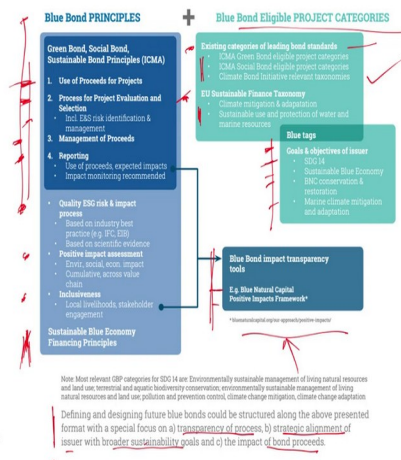 Blue Bond PRINCIPLES
+
Blue Bond Eligible PROJECT CATEGORIES
Green Bond, Social Bond,
Sustainable Bond Principles (ICMA)
1. Use of Proceeds for Projects
2. Process for Project Evaluation and
Selection
• Incl. E&S risk identification &
management
3. Management of Proceeds
4. Reporting
• Use of proceeds, expected impacts
• Impact monitoring recommended
• Quality ESG risk & impact
process
• Based on industry best
practice (e.g. IFC, EIB)
• Based on scientific evidence
• Positive impact assessment
• Envir, social, econ, impact
• Cumulative, across value
chain
• Inclusiveness
• Local livelihoods, stakeholder
engagement
Sustainable Blue Economy
Financing Principles
Existing categories of leading bond standards
• ICMA Green Bond eligible project categories
• ICMA Social Bond eligible project categories
• Climate Bond Initiative relevant taxonomies
EU Sustainable Finance Taxonomy
• Climate mitigation & adapatation
• Sustainable use and protection of water and
marine resources
Blue tags
Goals & objectives of issuer
• SDG 14
• Sustainable Blue Economy
• BNC conservation &
restoration
• Marine climate mitigation
and adaptation
Blue Bond impact transparency
tools
E.g. Blue Natural Capital
Positive Impacts Framework*
* bluenaturalcapital.org/our-approach/positive-impacts/
Note: Most relevant GBP categories for SDG 14 are: Environmentally sustainable management of living natural resources
and land use; terrestrial and aquatic biodiversity conservation, environmentally sustainable management of living
natural resources and land use; pollution and prevention control, climate change mitigation, climate change adaptation
Defining and designing future blue bonds could be structured along the above presented
format with a special focus on a) transparency of process, b) strategic alignment of
issuer with broader sustainability goals and c) the impact of bond proceeds.